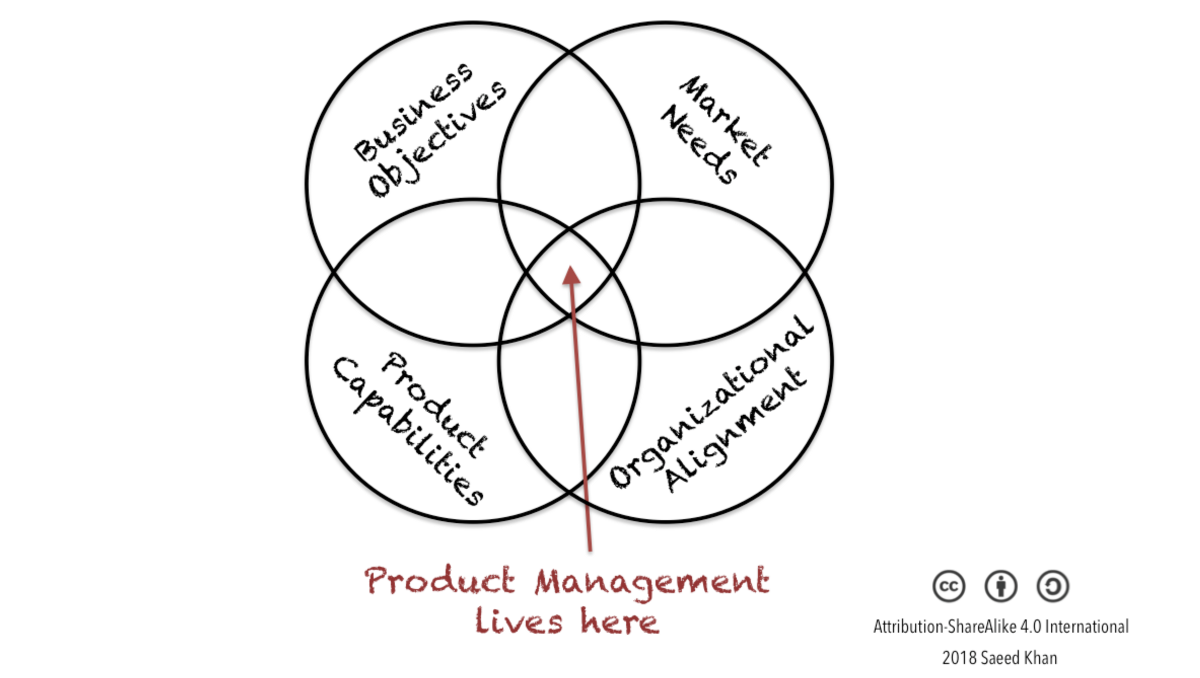 Business
Objectives
Market
Needs
Product
Capabilities
Organizational
Alignment
Product Management
lives here
cc
Attribution-ShareAlike 4.0 International
2018 Saeed Khan